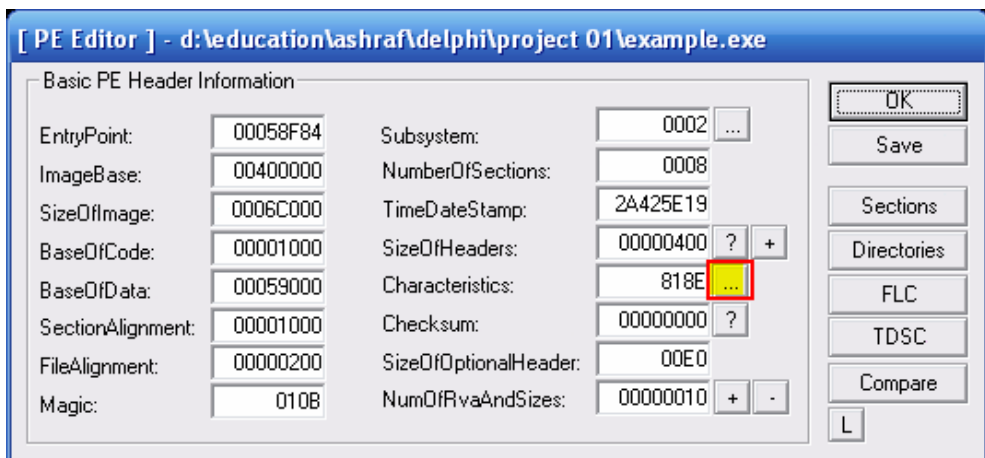 [ PE Editor ] - d:\education\ashraf\delphi\project 01\example.exe
Basic PE Header Information
EntryPoint: 00058F84
ImageBase: 00400000
SizeOfImage: 0006C000
BaseOfCode: 00001000
BaseOfData: 00059000
SectionAlignment: 00001000
FileAlignment: 00000200
Magic: 010B
Subsystem: 0002 ...
NumberOfSections: 0008
TimeDateStamp: 2A425E19
SizeOfHeaders: 00000400 ? +
Characteristics: 818E ...
Checksum: 00000000 ?
SizeOfOptionalHeader: 00E0
NumOfRvaAndSizes: 00000010 + -
OK
Save
Sections
Directories
FLC
TDSC
Compare
L